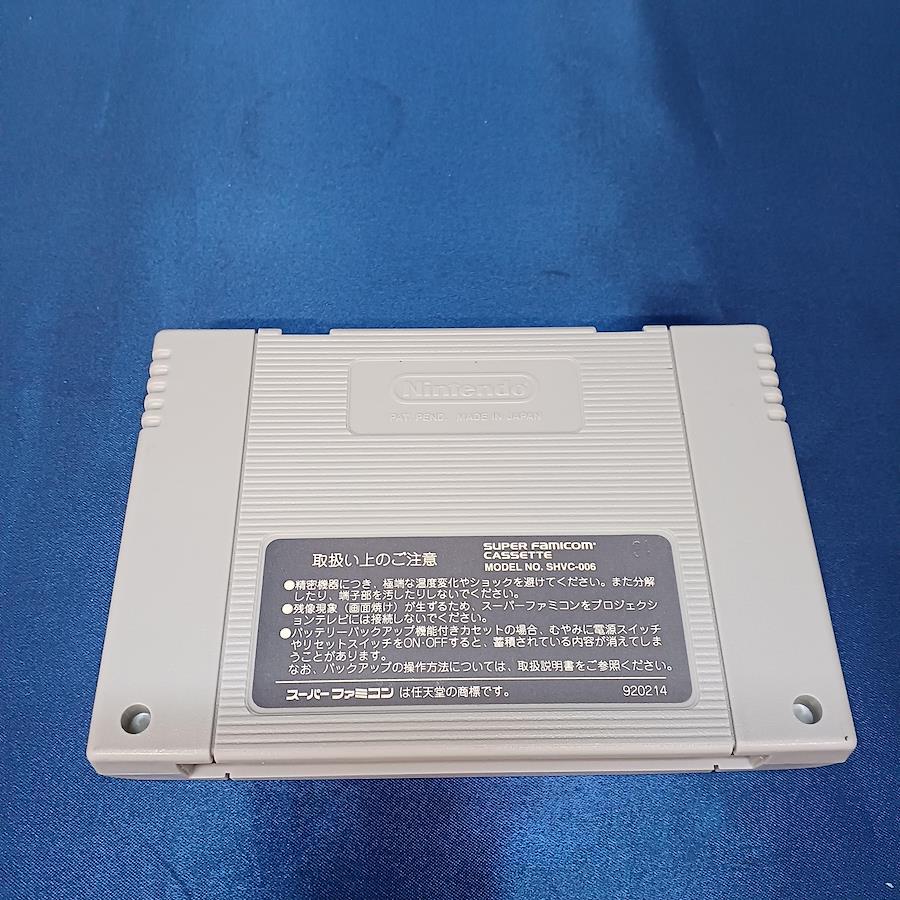 Nintendo
PAT. PEND. MADE IN JAPAN
取扱い上のご注意
SUPER FAMICOM
CASSETTE
MODEL NO. SHVC-006
●精密機器につき、極端な温度変化やショックを避けてください。また分解
したり、端子部を汚したりしないでください。
●残像現象（画面焼け）が生ずるため、スーパーファミコンをプロジェクシ
ョンテレビには接続しないでください。
●バッテリーバックアップ機能付きカセットの場合、むやみに電源スイッチ
やリセットスイッチをON·OFFすると、蓄積されている内容が消えてしま
うことがあります。
なお、バックアップの操作方法については、取扱説明書をご参照ください。
スーパーファミコン は任天堂の商標です。
920214